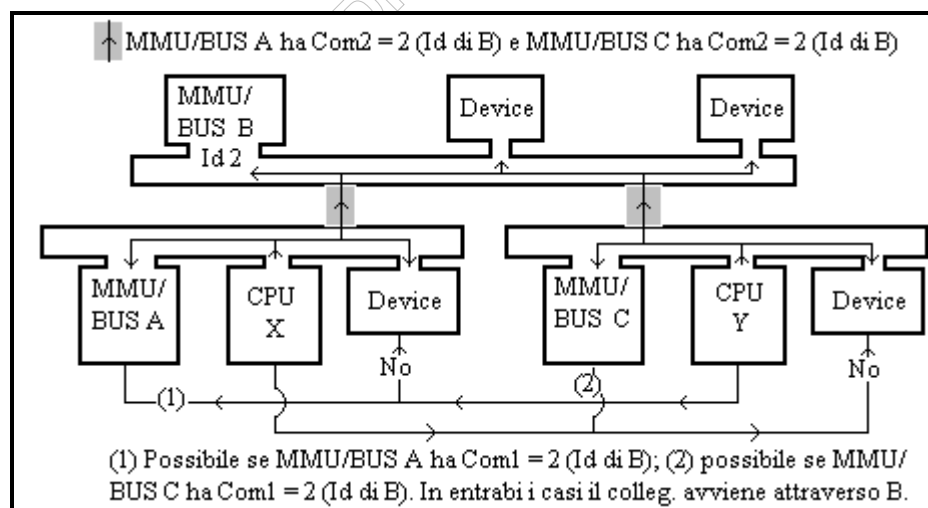 MMU/BUS A ha Com2 = 2 (Id di B) e MMU/BUS C ha Com2 = 2 (Id di B)
MMU/
BUS B
Id 2
Device
Device
MMU/
BUS A
CPU
X
Device
MMU/
BUS C
CPU
Y
Device
No
No
(1)
(2)
(1) Possibile se MMU/BUS A ha Com1 = 2 (Id di B); (2) possibile se MMU/
BUS C ha Com1 = 2 (Id di B). In entrabi i casi il colleg. avviene attraverso B.